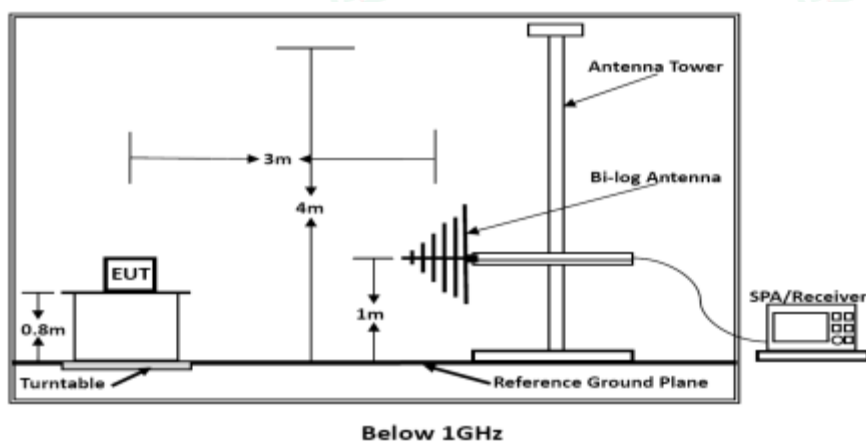 Antenna Tower
3m
Bi-log Antenna
4m
EUT
SPA/Receiver
0.8m
1m
Turntable
Reference Ground Plane
Below 1GHz